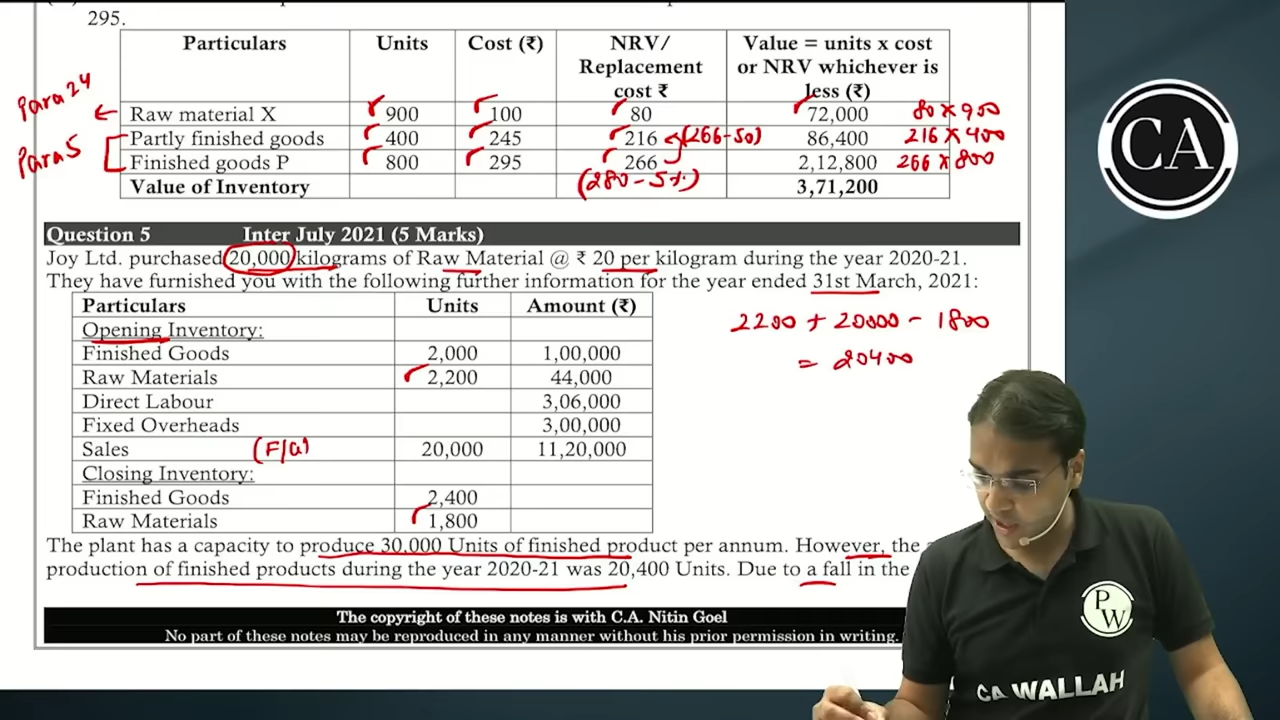 295.
Particulars Units Cost (₹) NRV/ Replacement cost ₹ Value = units x cost or NRV whichever is less (₹)
Para 24 ← Raw material X 900 100 80 72,000 80 x 900
Partly finished goods 400 245 216 (266-50) 86,400 216 x 400
Para 5 Finished goods P 800 295 266 2,12,800 266 x 800
(280 - 5%)
Value of Inventory 3,71,200
Question 5 Inter July 2021 (5 Marks)
Joy Ltd. purchased 20,000 kilograms of Raw Material @ ₹ 20 per kilogram during the year 2020-21.
They have furnished you with the following further information for the year ended 31st March, 2021:
Particulars Units Amount (₹)
Opening Inventory:
Finished Goods 2,000 1,00,000
Raw Materials 2,200 44,000
Direct Labour 3,06,000
Fixed Overheads 3,00,000
Sales (F/G) 20,000 11,20,000
Closing Inventory:
Finished Goods 2,400
Raw Materials 1,800
2200 + 20000 - 1800
= 20400
The plant has a capacity to produce 30,000 Units of finished product per annum. However, the
production of finished products during the year 2020-21 was 20,400 Units. Due to a fall in the
The copyright of these notes is with C.A. Nitin Goel
No part of these notes may be reproduced in any manner without his prior permission in writing.
CA
P
W
CA WALLAH